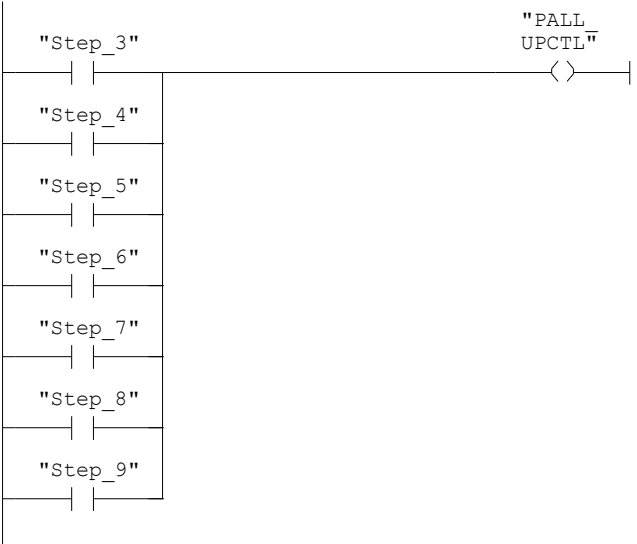 "PALL_
UPCTL"
"Step_3"
"Step_4"
"Step_5"
"Step_6"
"Step_7"
"Step_8"
"Step_9"